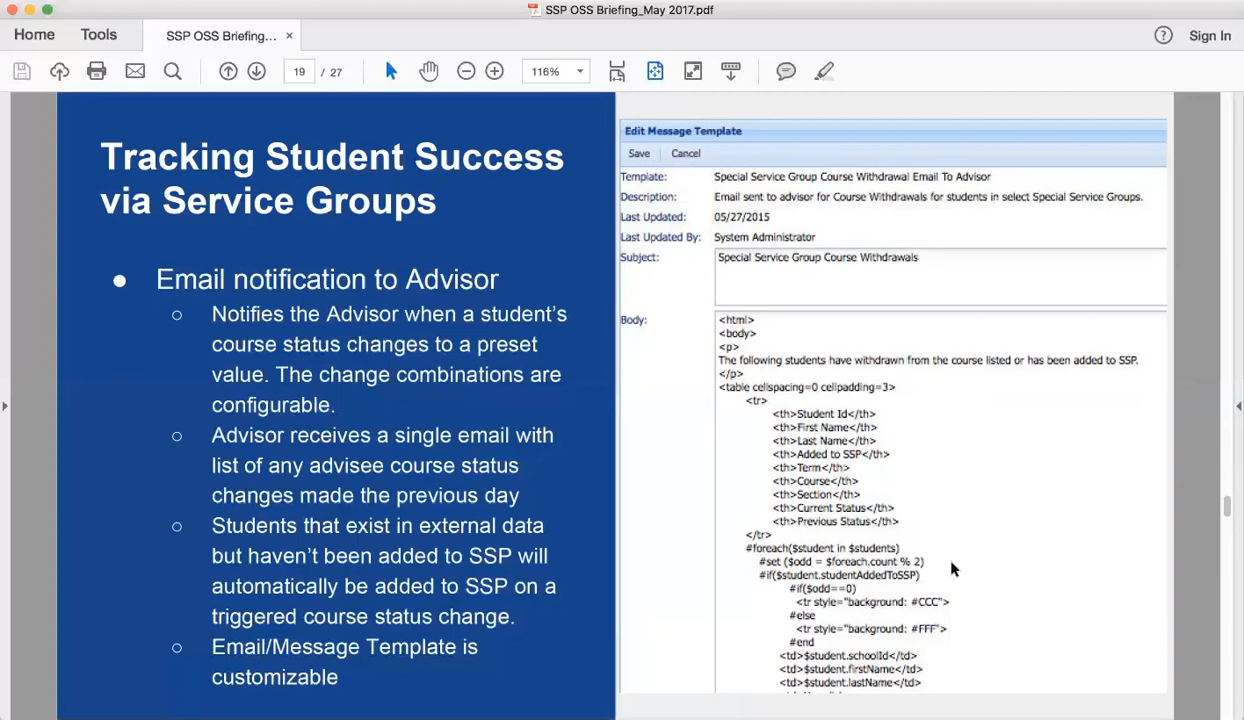 SSP OSS Briefing_May 2017.pdf
Home
Tools
SSP OSS Briefing... ×
? Sign In
19 / 27
116%
Tracking Student Success
via Service Groups
● Email notification to Advisor
○ Notifies the Advisor when a student's
course status changes to a preset
value. The change combinations are
configurable.
○ Advisor receives a single email with
list of any advisee course status
changes made the previous day
○ Students that exist in external data
but haven't been added to SSP will
automatically be added to SSP on a
triggered course status change.
○ Email/Message Template is
customizable
Edit Message Template
Save Cancel
Template: Special Service Group Course Withdrawal Email To Advisor
Description: Email sent to advisor for Course Withdrawals for students in select Special Service Groups.
Last Updated: 05/27/2015
Last Updated By: System Administrator
Subject: Special Service Group Course Withdrawals
Body: <html>
<body>
<p>
The following students have withdrawn from the course listed or has been added to SSP.
</p>
<table cellspacing=0 cellpadding=3>
<tr>
<th>Student Id</th>
<th>First Name</th>
<th>Last Name</th>
<th>Added to SSP</th>
<th>Term</th>
<th>Course</th>
<th>Section</th>
<th>Current Status</th>
<th>Previous Status</th>
</tr>
#foreach($student in $students)
#set ($odd = $foreach.count % 2)
#if($student.studentAddedToSSP)
#if($odd==0)
<tr style="background: #CCC">
#else
<tr style="background: #FFF">
#end
<td>$student.schoolId</td>
<td>$student.firstName</td>
<td>$student.lastName</td>